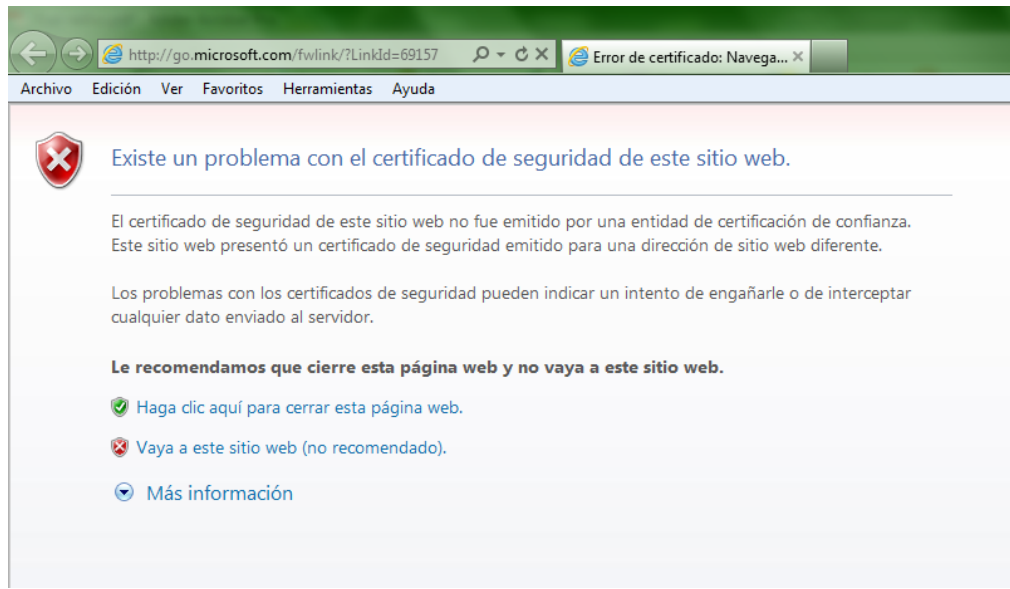 http://go.microsoft.com/fwlink/?LinkId=69157
Error de certificado: Navega...
Archivo Edición Ver Favoritos Herramientas Ayuda
Existe un problema con el certificado de seguridad de este sitio web.
El certificado de seguridad de este sitio web no fue emitido por una entidad de certificación de confianza.
Este sitio web presentó un certificado de seguridad emitido para una dirección de sitio web diferente.
Los problemas con los certificados de seguridad pueden indicar un intento de engañarle o de interceptar
cualquier dato enviado al servidor.
Le recomendamos que cierre esta página web y no vaya a este sitio web.
Haga clic aquí para cerrar esta página web.
Vaya a este sitio web (no recomendado).
Más información